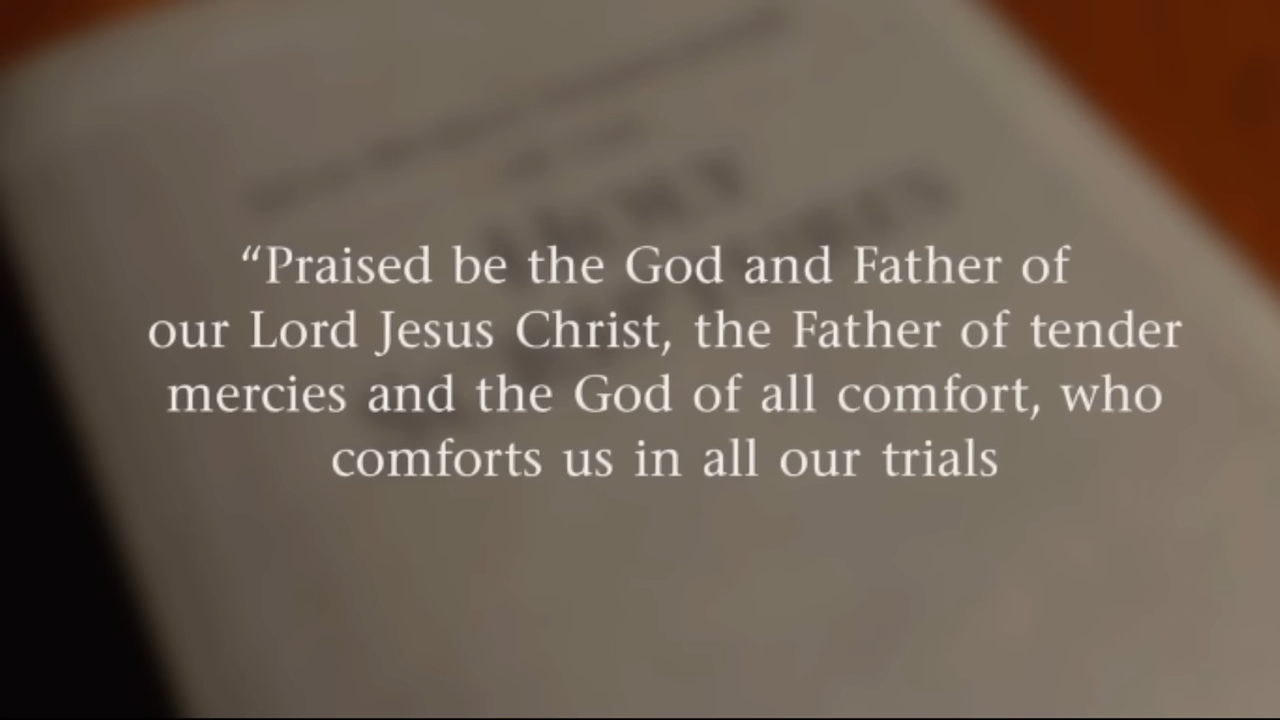 “Praised be the God and Father of
our Lord Jesus Christ, the Father of tender
mercies and the God of all comfort, who
comforts us in all our trials